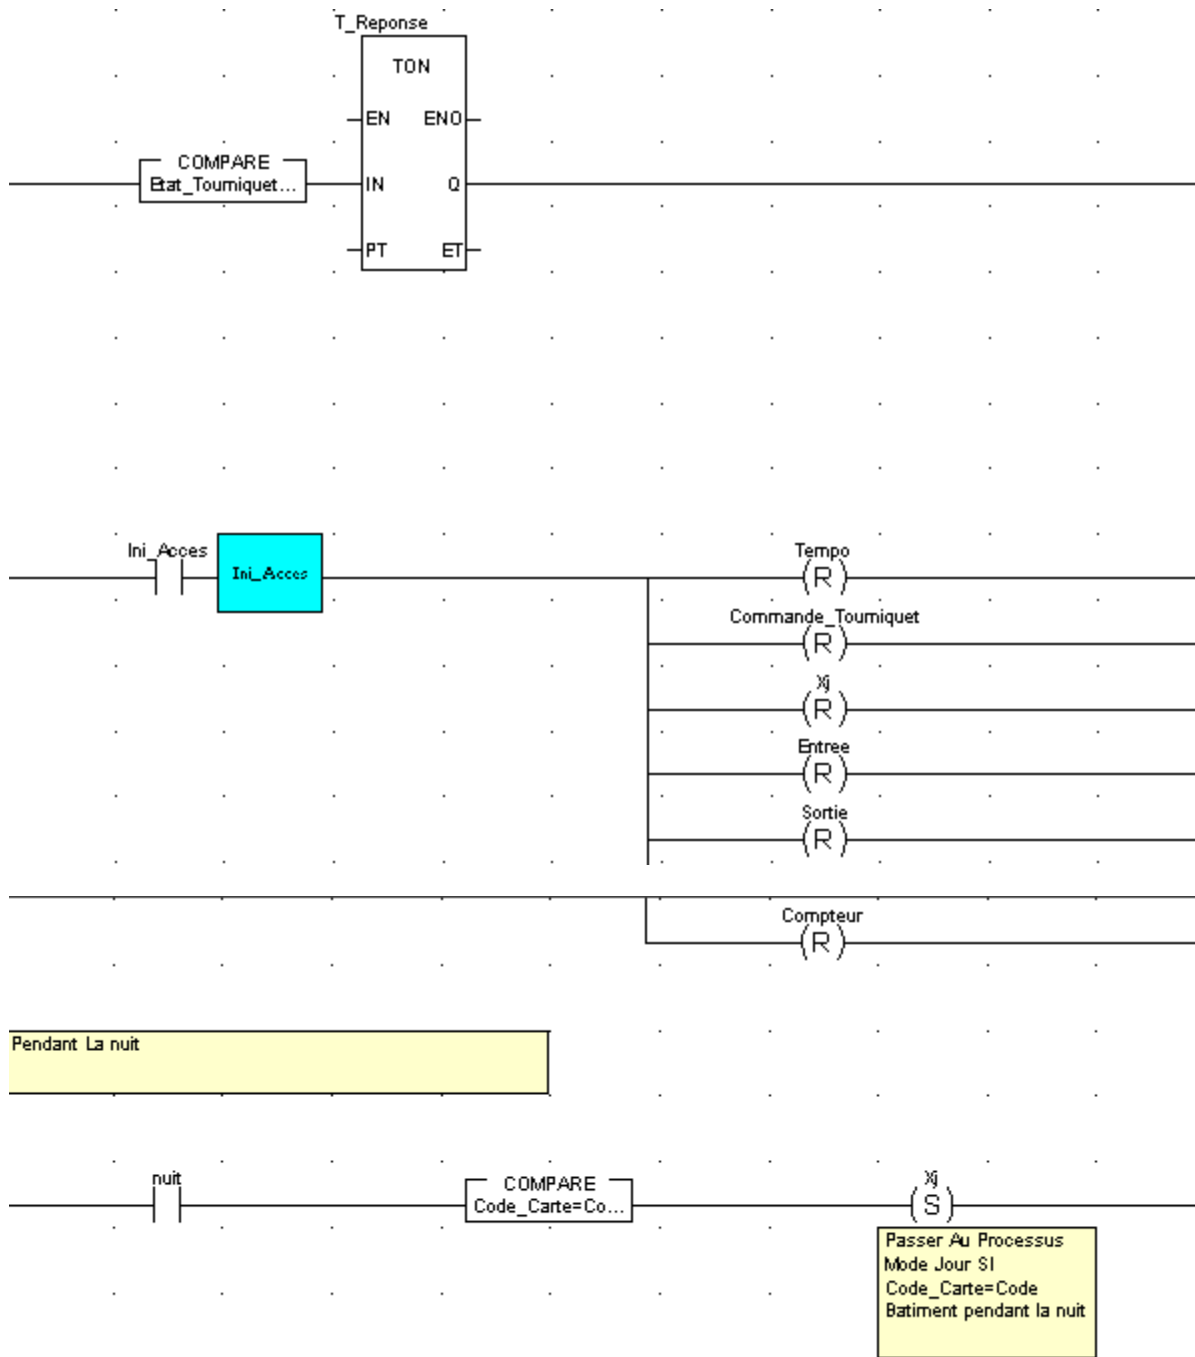 T_Reponse
TON
EN ENO
COMPARE
Etat_Tourniquet...
IN Q
PT ET
Ini_Acces
Ini_Acces
Tempo
(R)
Commande_Tourniquet
(R)
Xj
(R)
Entree
(R)
Sortie
(R)
Compteur
(R)
Pendant La nuit
nuit
COMPARE
Code_Carte=Co...
Xj
(S)
Passer Au Processus
Mode Jour SI
Code_Carte=Code
Batiment pendant la nuit